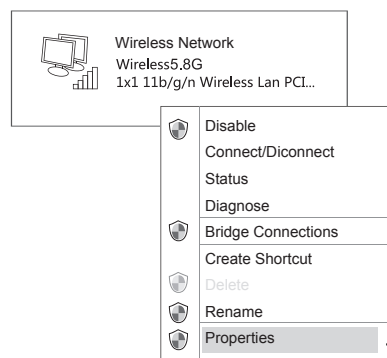 Wireless Network
Wireless5.8G
1x1 11b/g/n Wireless Lan PCI...
Disable
Connect/Diconnect
Status
Diagnose
Bridge Connections
Create Shortcut
Delete
Rename
Properties